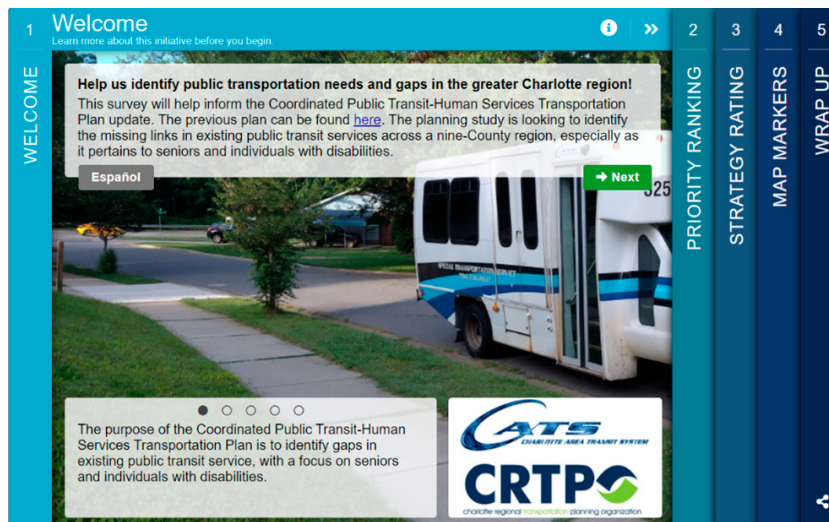 1
Welcome
Learn more about this initiative before you begin
WELCOME
Help us identify public transportation needs and gaps in the greater Charlotte region!
This survey will help inform the Coordinated Public Transit-Human Services Transportation
Plan update. The previous plan can be found here. The planning study is looking to identify
the missing links in existing public transit services across a nine-County region, especially as
it pertains to seniors and individuals with disabilities.
Español
Next
325
SPECIAL TRANSPORTATION SERVICE
The purpose of the Coordinated Public Transit-Human
Services Transportation Plan is to identify gaps in
existing public transit service, with a focus on seniors
and individuals with disabilities.
CATS
CHARLOTTE AREA TRANSIT SYSTEM
CRTPO
charlotte regional transportation planning organization
2
PRIORITY RANKING
3
STRATEGY RATING
4
MAP MARKERS
5
WRAP UP